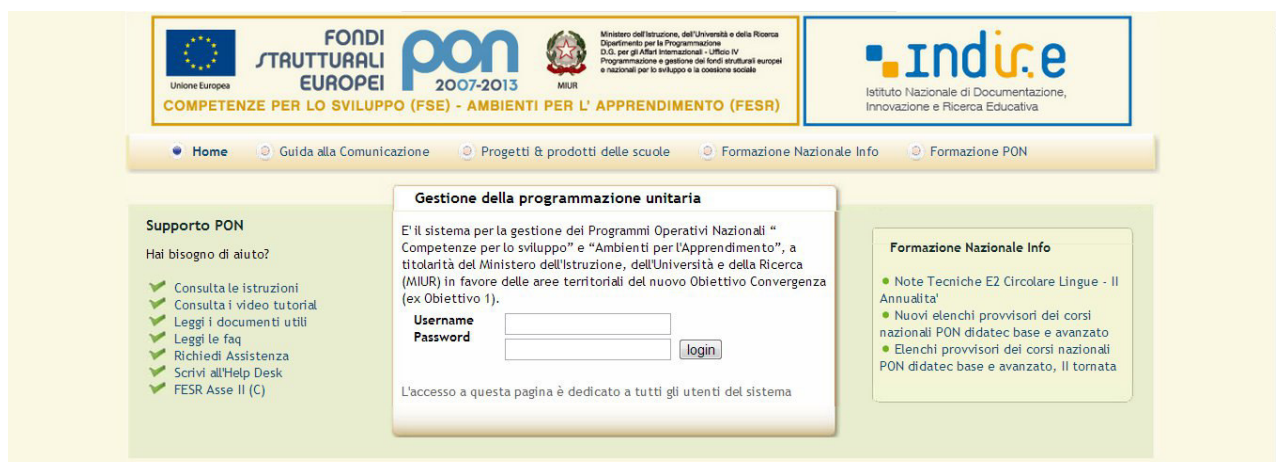 Unione Europea
FONDI
STRUTTURALI
EUROPEI
pon
2007-2013
MIUR
Ministero dell'Istruzione, dell'Università e della Ricerca
Dipartimento per la Programmazione
D.G. per gli Affari Internazionali - Ufficio IV
Programmazione e gestione dei fondi strutturali europei
e nazionali per lo sviluppo e la coesione sociale
COMPETENZE PER LO SVILUPPO (FSE) - AMBIENTI PER L' APPRENDIMENTO (FESR)
Indire
Istituto Nazionale di Documentazione,
Innovazione e Ricerca Educativa
Home Guida alla Comunicazione Progetti & prodotti delle scuole Formazione Nazionale Info Formazione PON
Supporto PON
Hai bisogno di aiuto?
Consulta le istruzioni
Consulta i video tutorial
Leggi i documenti utili
Leggi le faq
Richiedi Assistenza
Scrivi all'Help Desk
FESR Asse II (C)
Gestione della programmazione unitaria
E' il sistema per la gestione dei Programmi Operativi Nazionali “
Competenze per lo sviluppo” e “Ambienti per l'Apprendimento”, a
titolarità del Ministero dell'Istruzione, dell'Università e della Ricerca
(MIUR) in favore delle aree territoriali del nuovo Obiettivo Convergenza
(ex Obiettivo 1).
Username
Password
login
L'accesso a questa pagina è dedicato a tutti gli utenti del sistema
Formazione Nazionale Info
Note Tecniche E2 Circolare Lingue - II
Annualita'
Nuovi elenchi provvisori dei corsi
nazionali PON didatec base e avanzato
Elenchi provvisori dei corsi nazionali
PON didatec base e avanzato, II tornata